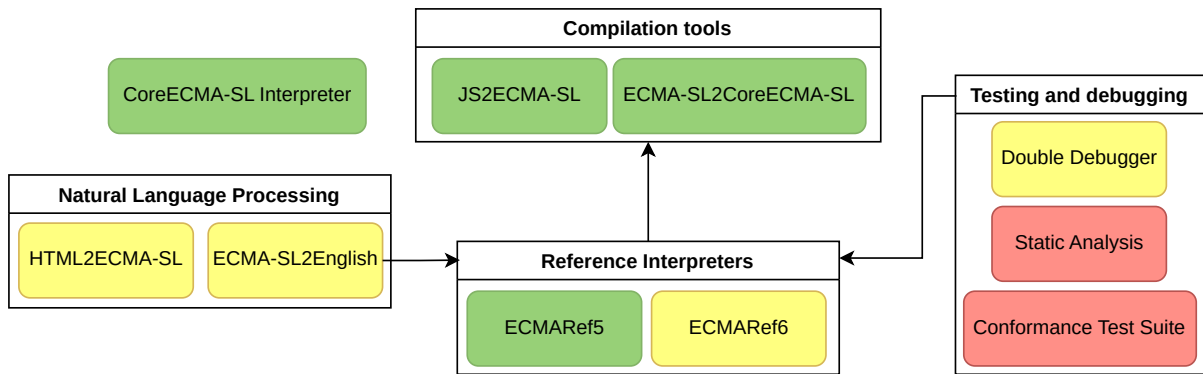 Compilation tools
CoreECMA-SL Interpreter
JS2ECMA-SL
ECMA-SL2CoreECMA-SL
Testing and debugging
Double Debugger
Static Analysis
Conformance Test Suite
Natural Language Processing
HTML2ECMA-SL
ECMA-SL2English
Reference Interpreters
ECMARef5
ECMARef6